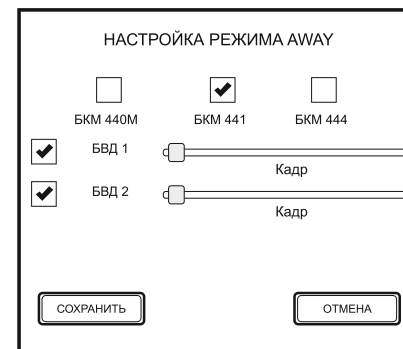 НАСТРОЙКА РЕЖИМА AWAY
БКМ 440М БКМ 441 БКМ 444
БВД 1
Кадр
БВД 2
Кадр
СОХРАНИТЬ ОТМЕНА